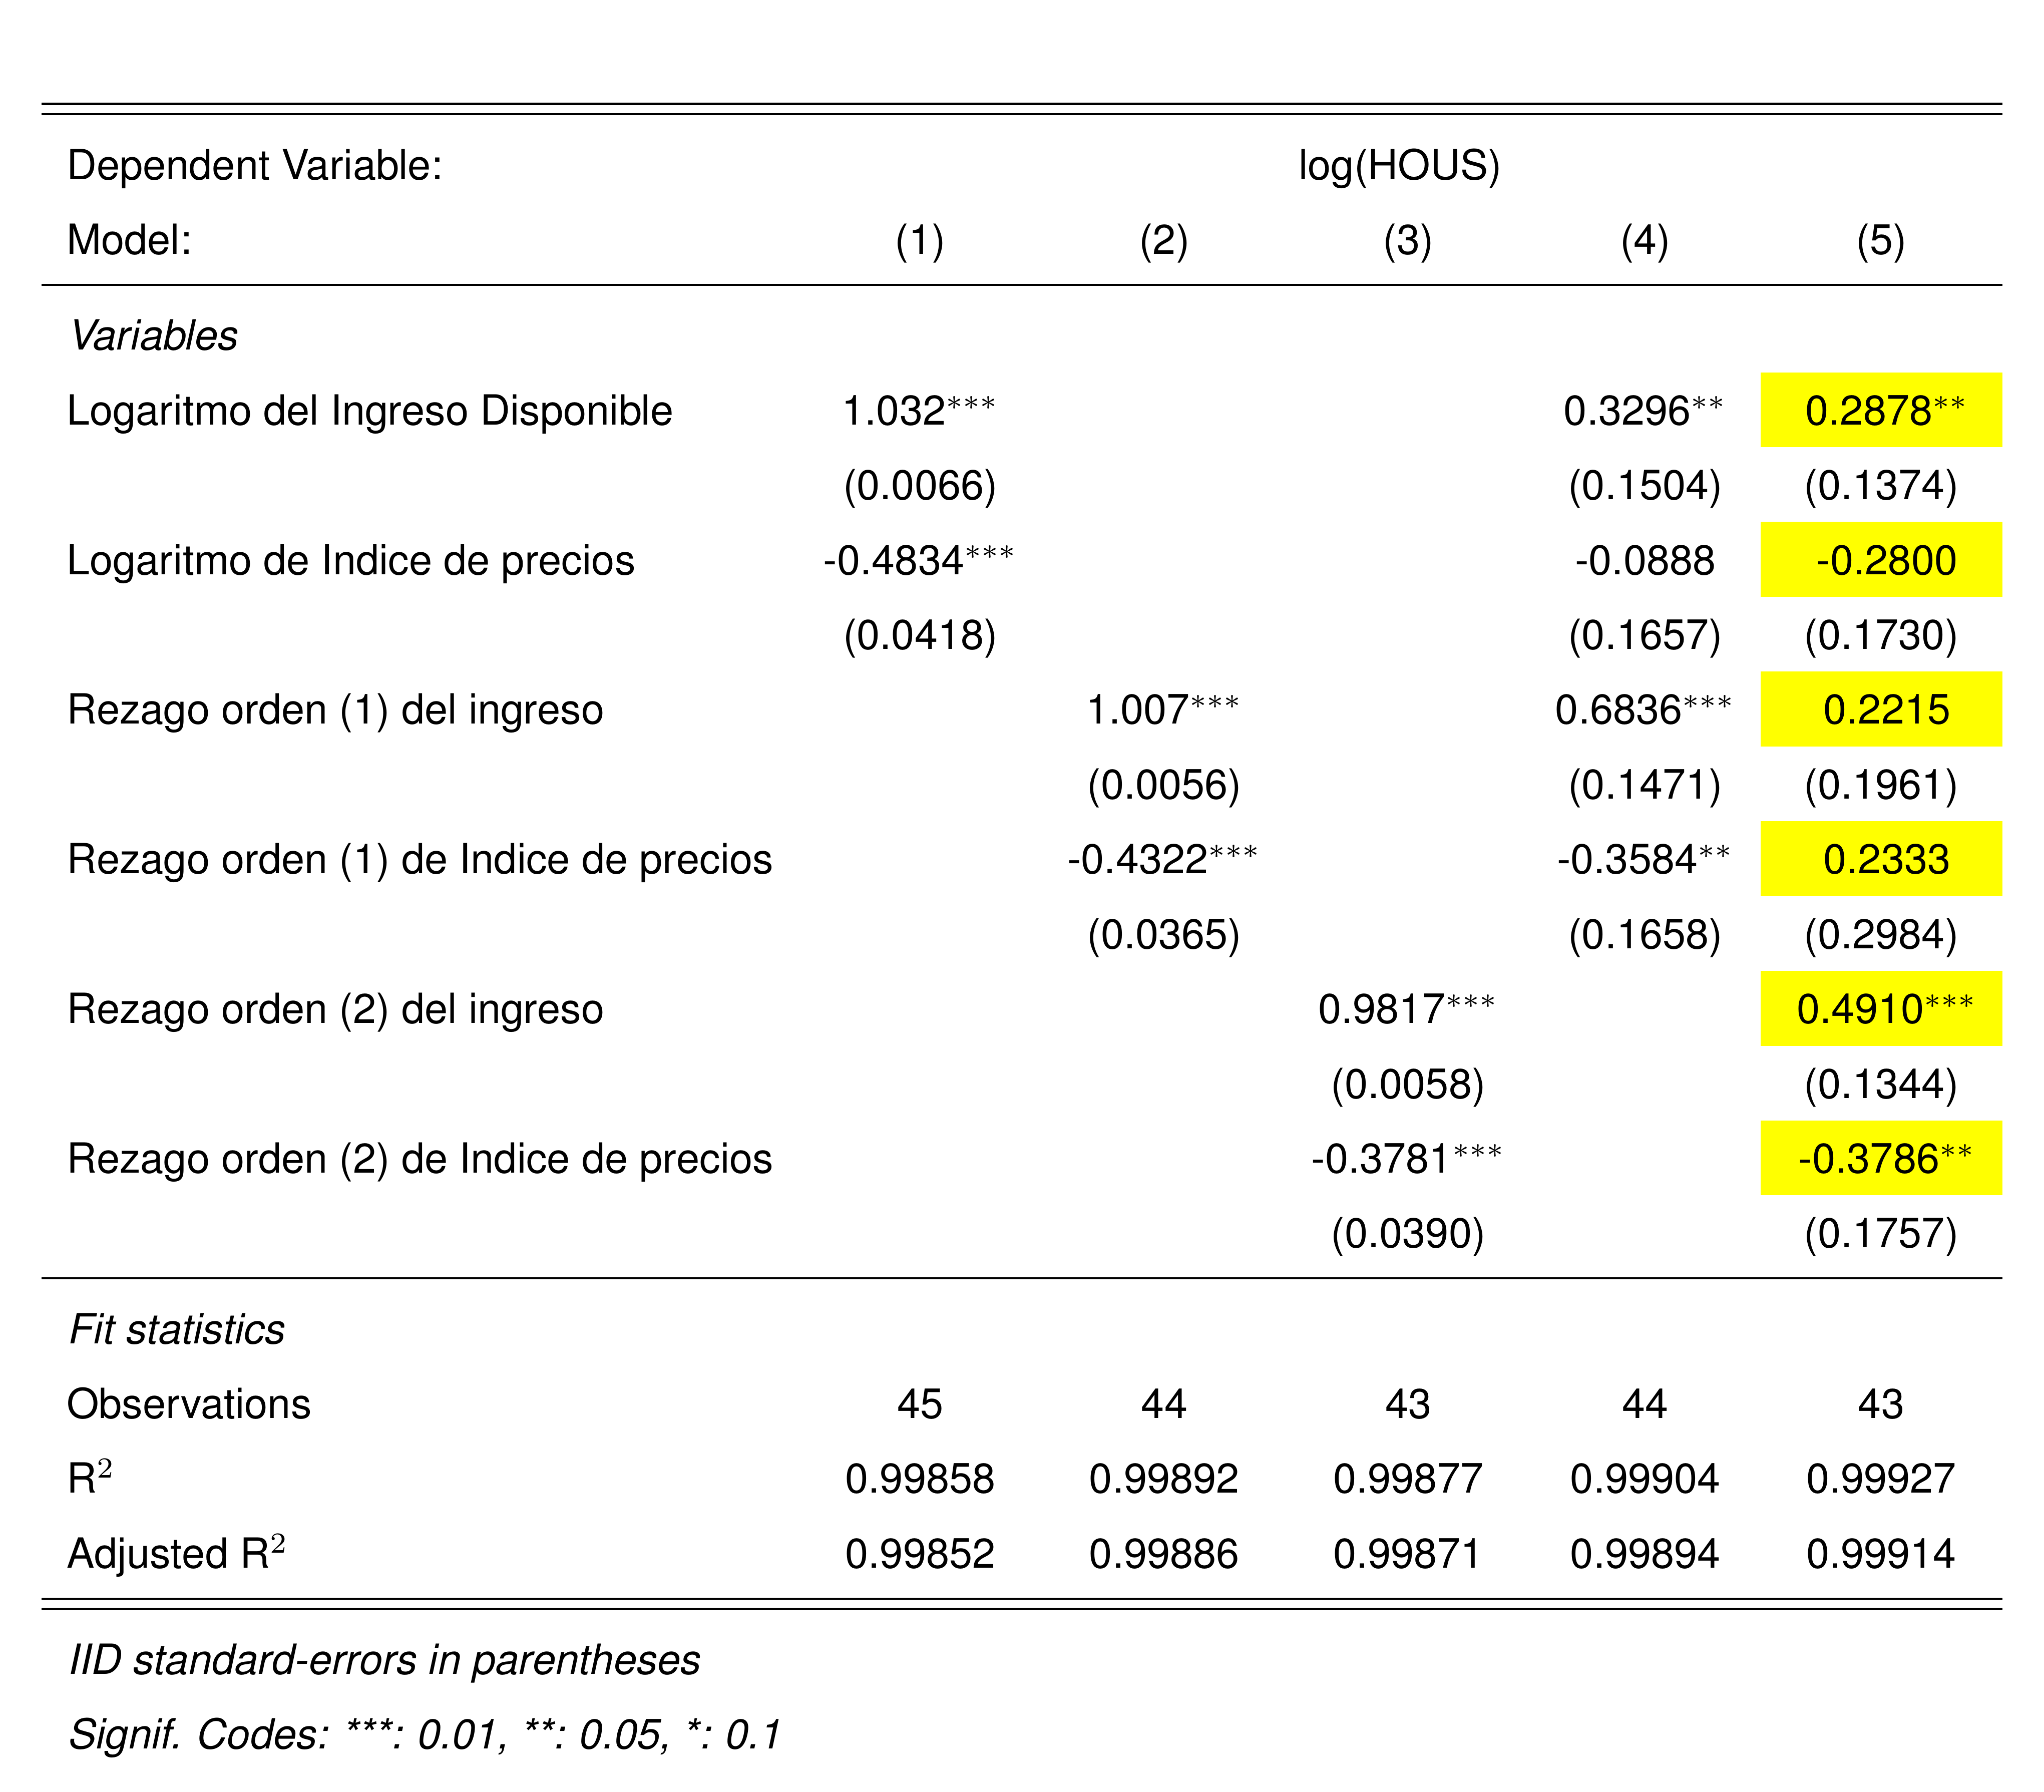 Dependent Variable: log(HOUS)
Model: (1) (2) (3) (4) (5)
Variables
Logaritmo del Ingreso Disponible 1.032*** 0.3296** 0.2878**
(0.0066) (0.1504) (0.1374)
Logaritmo de Indice de precios -0.4834*** -0.0888 -0.2800
(0.0418) (0.1657) (0.1730)
Rezago orden (1) del ingreso 1.007*** 0.6836*** 0.2215
(0.0056) (0.1471) (0.1961)
Rezago orden (1) de Indice de precios -0.4322*** -0.3584** 0.2333
(0.0365) (0.1658) (0.2984)
Rezago orden (2) del ingreso 0.9817*** 0.4910***
(0.0058) (0.1344)
Rezago orden (2) de Indice de precios -0.3781*** -0.3786**
(0.0390) (0.1757)
Fit statistics
Observations 45 44 43 44 43
R² 0.99858 0.99892 0.99877 0.99904 0.99927
Adjusted R² 0.99852 0.99886 0.99871 0.99894 0.99914
IID standard-errors in parentheses
Signif. Codes: ***: 0.01, **: 0.05, *: 0.1